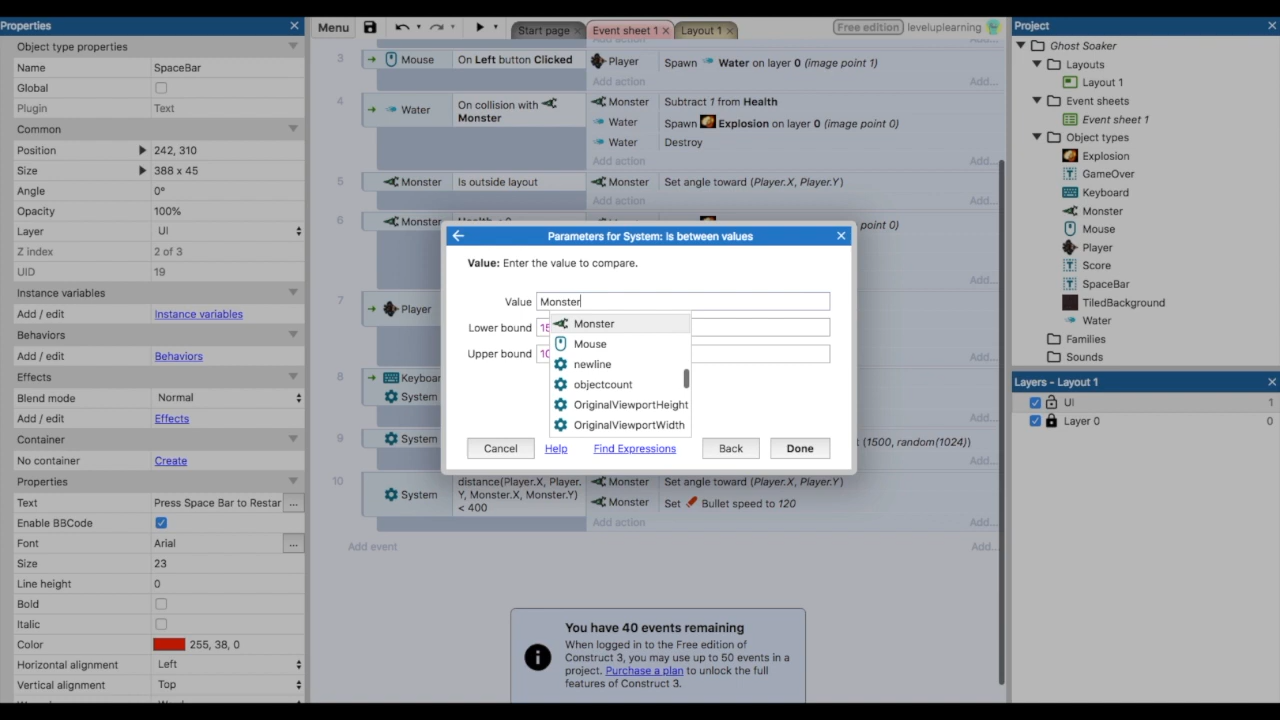 Properties
Object type properties
Name SpaceBar
Global
Plugin Text
Common
Position 242, 310
Size 388 x 45
Angle 0º
Opacity 100%
Layer UI
Z index 2 of 3
UID 19
Instance variables
Add / edit Instance variables
Behaviors
Add / edit Behaviors
Effects
Blend mode Normal
Add / edit Effects
Container
No container Create
Properties
Text Press Space Bar to Restar ...
Enable BBCode
Font Arial ...
Size 23
Line height 0
Bold
Italic
Color 255, 38, 0
Horizontal alignment Left
Vertical alignment Top
Menu
Start page
Event sheet 1
Layout 1
Free edition leveluplearning
3 Mouse On Left button Clicked Player Spawn Water on layer 0 (image point 1)
Add action Add...
4 Water On collision with Monster
Monster Subtract 1 from Health
Water Spawn Explosion on layer 0 (image point 0)
Water Destroy
Add action Add...
5 Monster Is outside layout Monster Set angle toward (Player.X, Player.Y)
Add action Add...
6 Monster
point 0)
Add...
7 Player
Add...
8 Keyboar
System
Add...
9 System
t (1500, random(1024))
Add...
10 System distance(Player.X, Player.
Y, Monster.X, Monster.Y)
< 400
Monster Set angle toward (Player.X, Player.Y)
Monster Set Bullet speed to 120
Add action Add...
Add event Add...
Parameters for System: Is between values
Value: Enter the value to compare.
Value Monster
Lower bound 15
Upper bound 10
Monster
Mouse
newline
objectcount
OriginalViewportHeight
OriginalViewportWidth
Cancel Help Find Expressions Back Done
You have 40 events remaining
When logged in to the Free edition of
Construct 3, you may use up to 50 events in a
project. Purchase a plan to unlock the full
features of Construct 3.
Project
Ghost Soaker
Layouts
Layout 1
Event sheets
Event sheet 1
Object types
Explosion
GameOver
Keyboard
Monster
Mouse
Player
Score
SpaceBar
TiledBackground
Water
Families
Sounds
Layers - Layout 1
UI 1
Layer 0 0